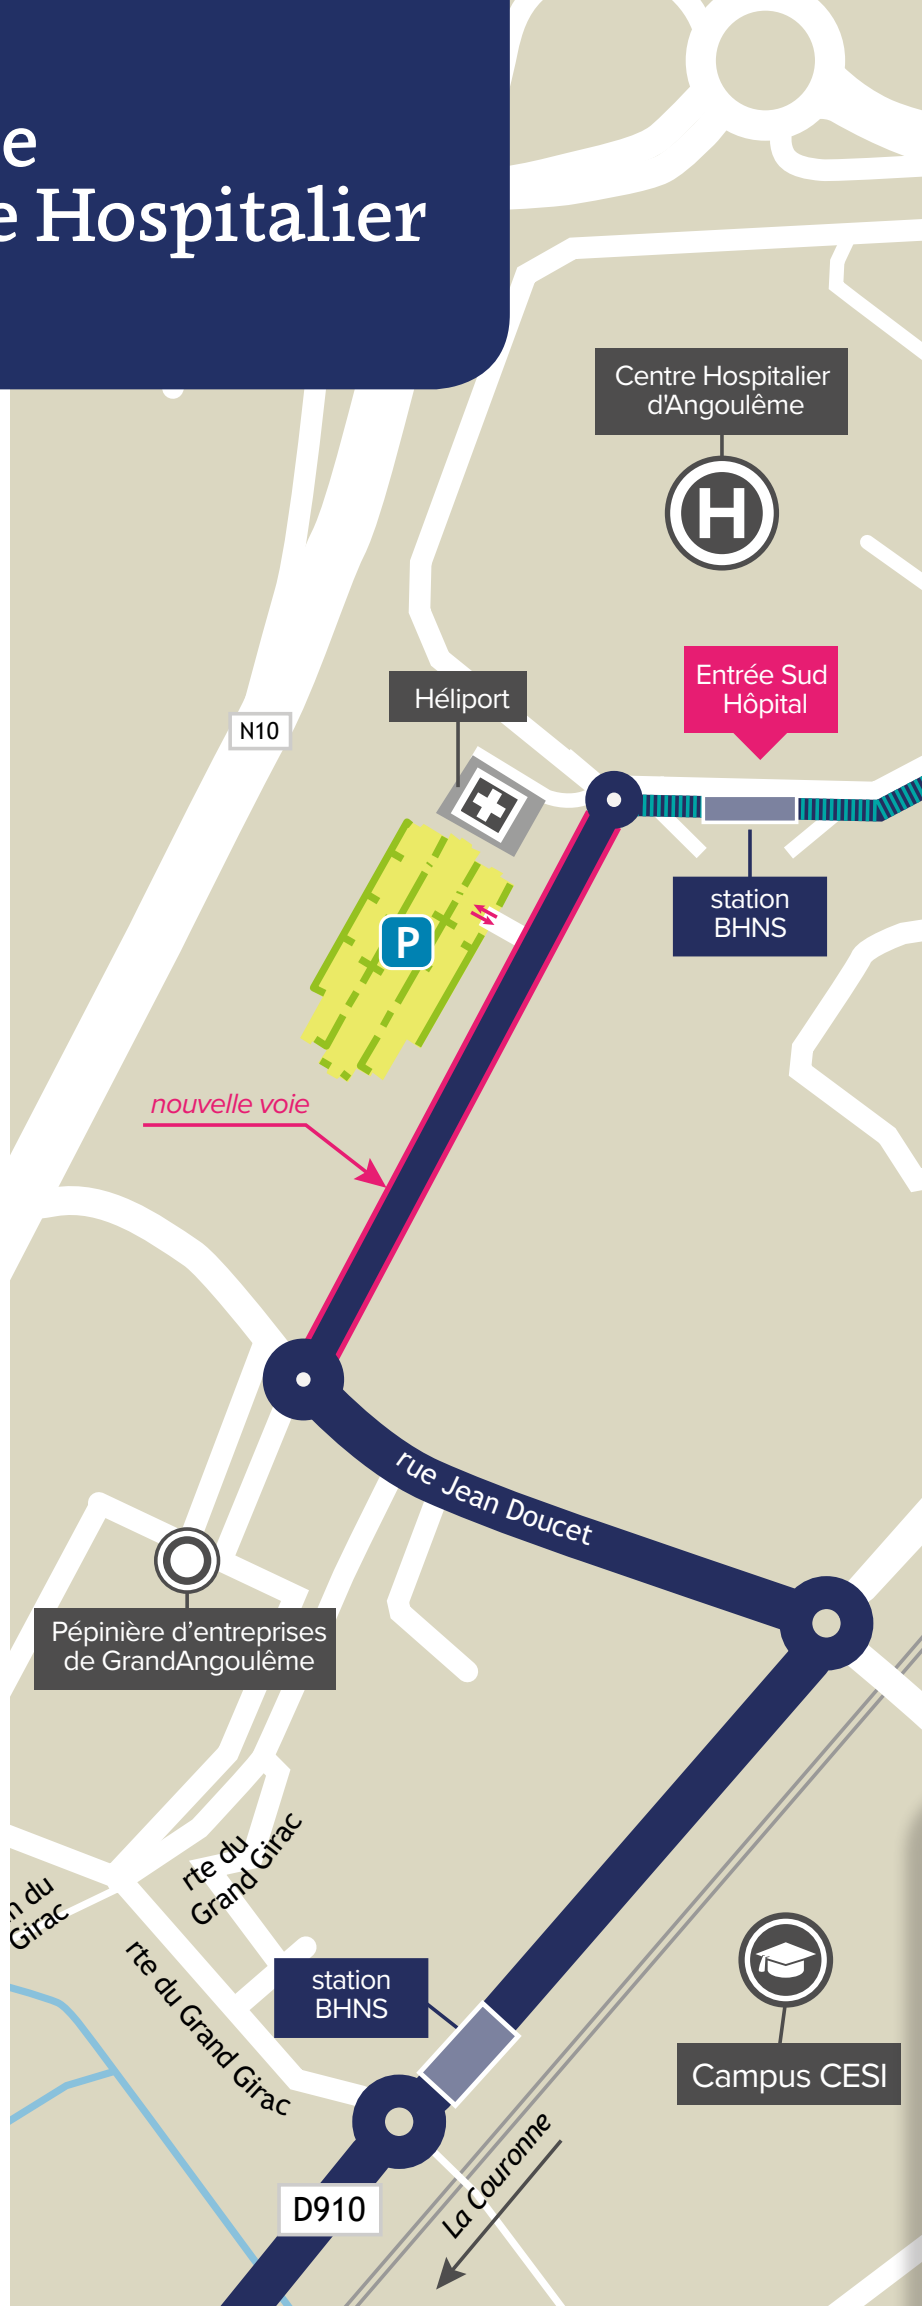 e
e Hospitalier
Centre Hospitalier
d'Angoulême
H
Entrée Sud
Hôpital
Héliport
N10
station
BHNS
P
nouvelle voie
rue Jean Doucet
Pépinière d’entreprises
de GrandAngoulême
rte du
Grand Girac
n du
Girac
rte du Grand Girac
station
BHNS
Campus CESI
La Couronne
D910